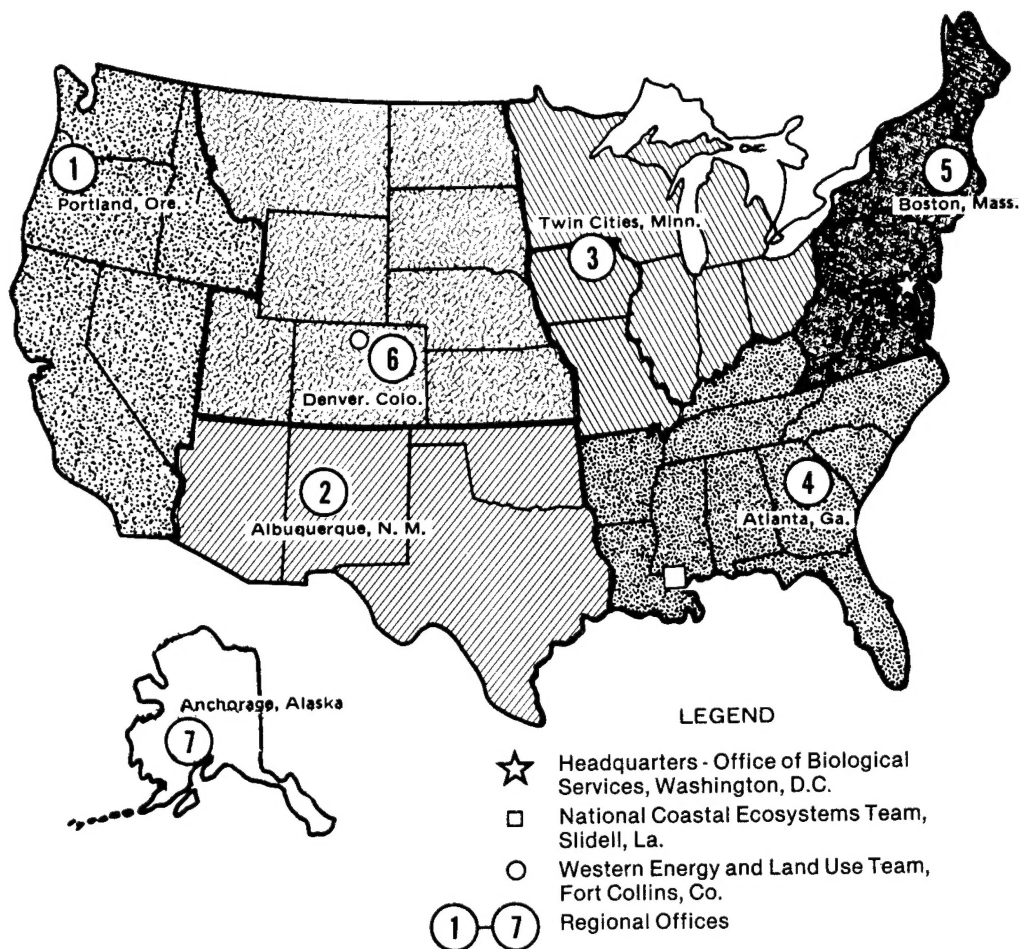 1
Portland, Ore.
5
Boston, Mass.
Twin Cities, Minn.
3
6
Denver. Colo.
2
Albuquerque, N. M.
4
Atlanta, Ga.
Anchorage, Alaska
7
LEGEND
Headquarters - Office of Biological
Services, Washington, D.C.
National Coastal Ecosystems Team,
Slidell, La.
Western Energy and Land Use Team,
Fort Collins, Co.
1-7 Regional Offices